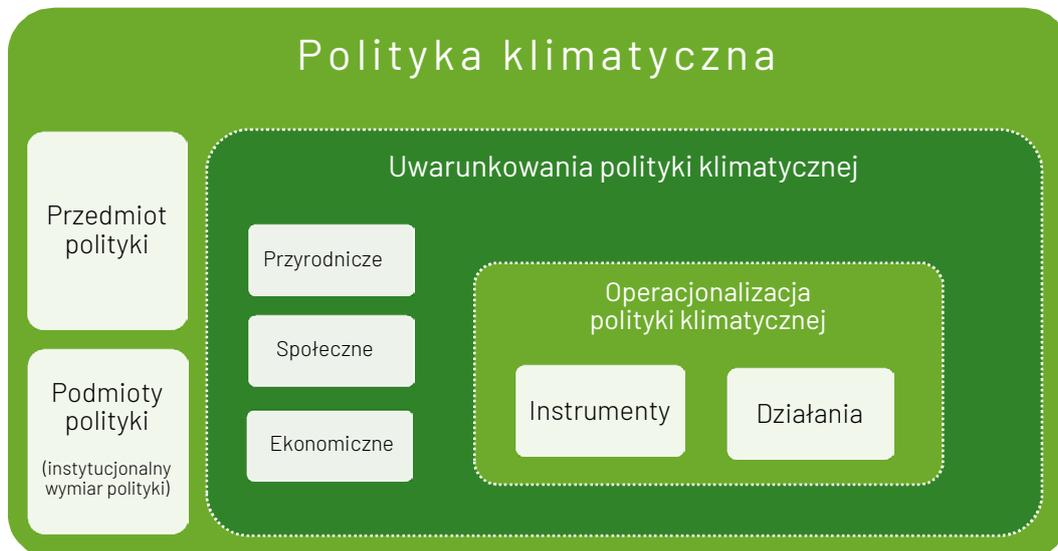 Polityka klimatyczna
Przedmiot
polityki
Podmioty
polityki
(instytucjonalny
wymiar polityki)
Uwarunkowania polityki klimatycznej
Przyrodnicze
Społeczne
Ekonomiczne
Operacjonalizacja
polityki klimatycznej
Instrumenty
Działania